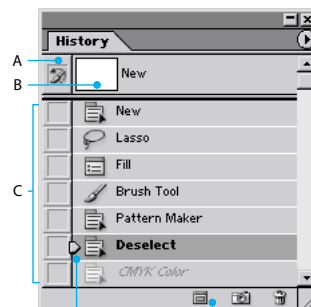 History
A
New
B
New
Lasso
Fill
C
Brush Tool
Pattern Maker
Deselect
CMYK Color